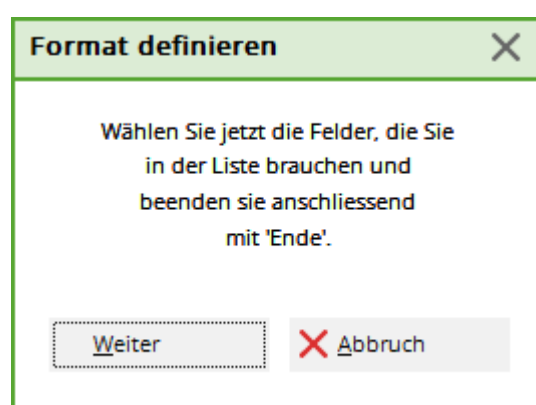 Format definieren
Wählen Sie jetzt die Felder, die Sie
in der Liste brauchen und
beenden sie anschliessend
mit 'Ende'.
Weiter
Abbruch